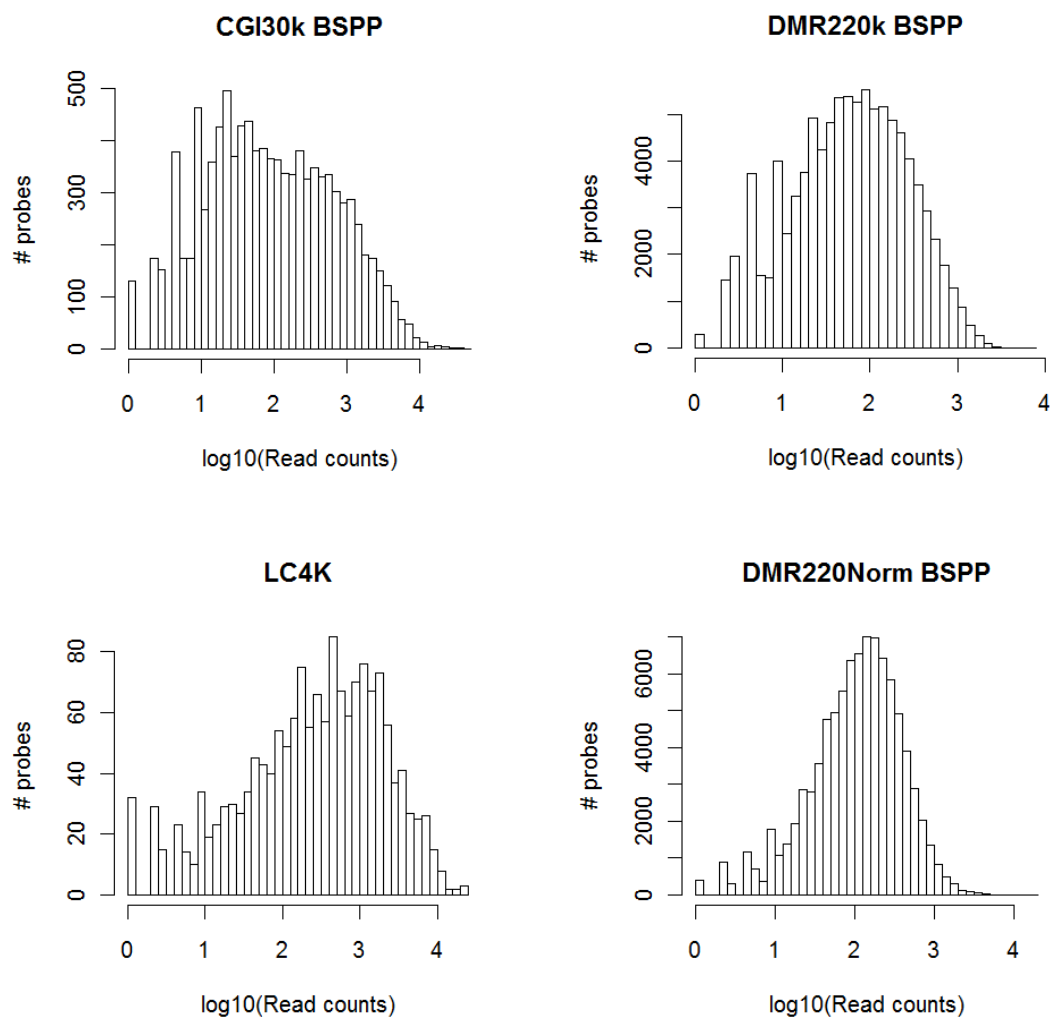 CGI30k BSPP
# probes
500
300
100
0
0 1 2 3 4
log10(Read counts)
DMR220k BSPP
# probes
4000
2000
0
0 1 2 3 4
log10(Read counts)
LC4K
# probes
80
60
40
20
0
0 1 2 3 4
log10(Read counts)
DMR220Norm BSPP
# probes
6000
4000
2000
0
0 1 2 3 4
log10(Read counts)